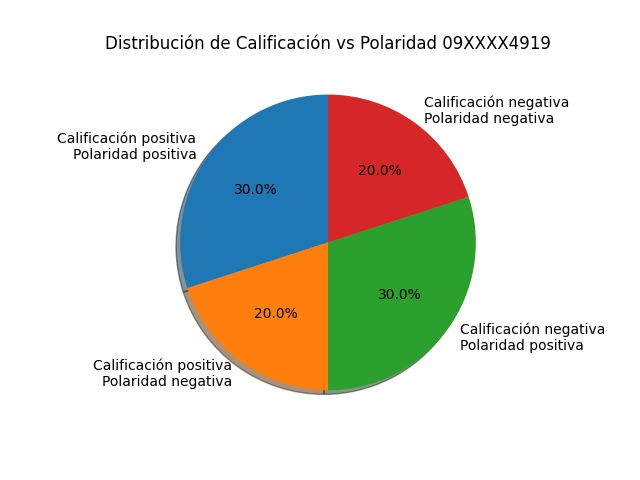 Distribución de Calificación vs Polaridad 09XXXX4919
Calificación negativa
Polaridad negativa
Calificación positiva
Polaridad positiva
20.0%
30.0%
30.0%
20.0%
Calificación negativa
Polaridad positiva
Calificación positiva
Polaridad negativa